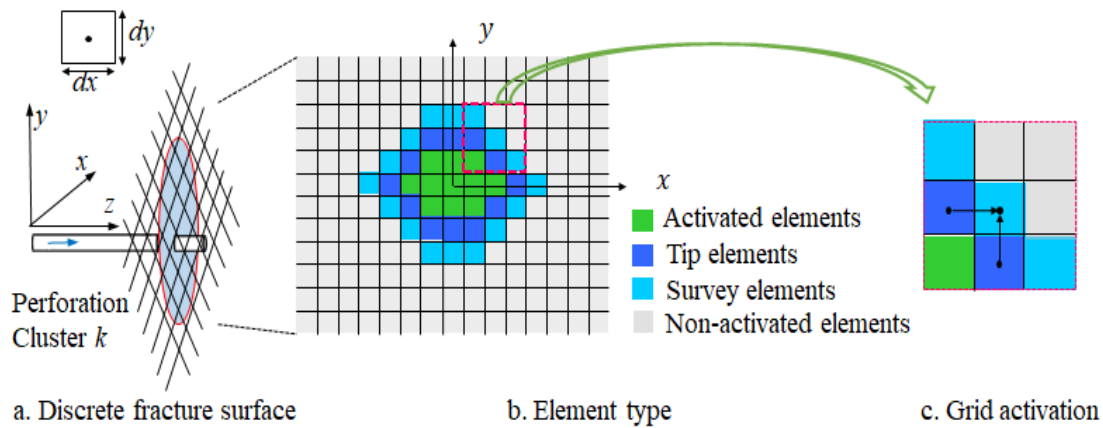 dy
dx
y
x
z
Perforation
Cluster k
y
x
Activated elements
Tip elements
Survey elements
Non-activated elements
a. Discrete fracture surface
b. Element type
c. Grid activation